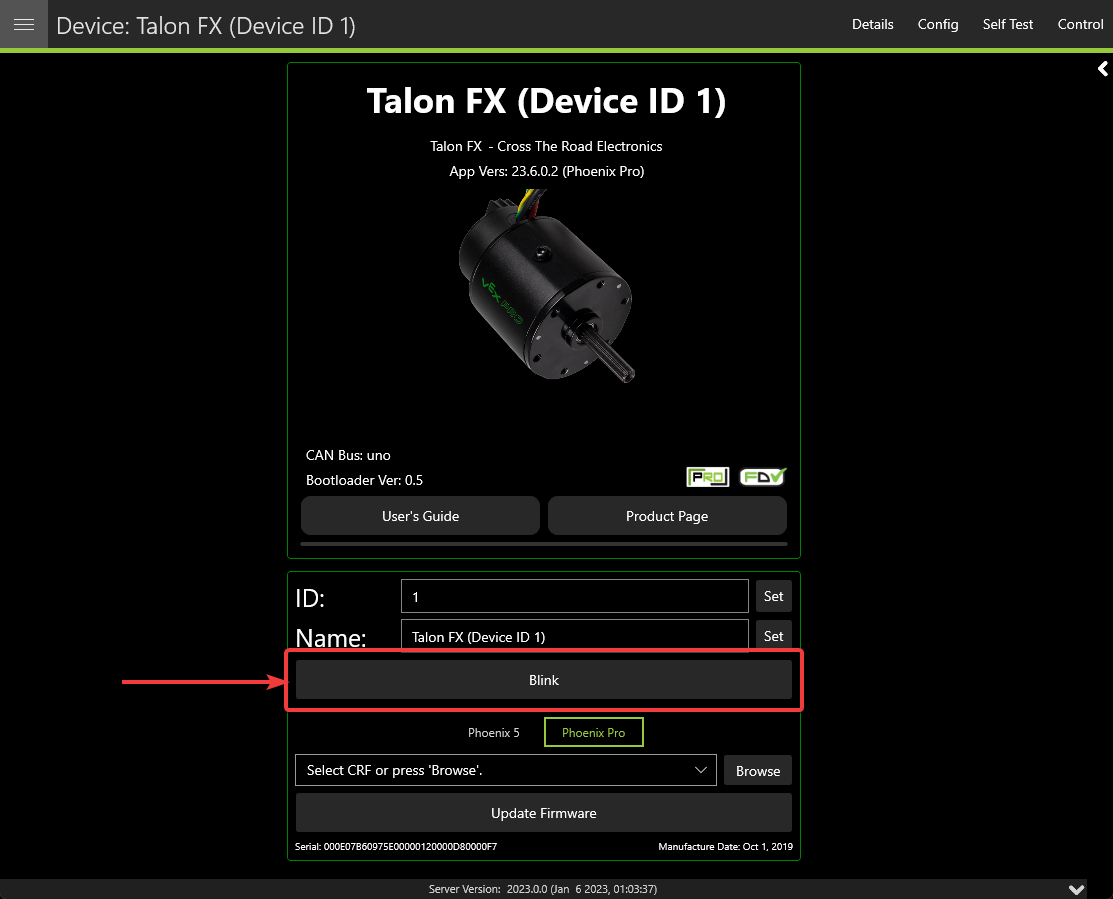 Device: Talon FX (Device ID 1)
Details Config Self Test Control
Talon FX (Device ID 1)
Talon FX - Cross The Road Electronics
App Vers: 23.6.0.2 (Phoenix Pro)
VEX PRO
CAN Bus: uno
Bootloader Ver: 0.5
PRO FDV
User's Guide Product Page
ID: 1 Set
Name: Talon FX (Device ID 1) Set
Blink
Phoenix 5 Phoenix Pro
Select CRF or press 'Browse'. Browse
Update Firmware
Serial: 000E07B60975E00000120000D80000F7 Manufacture Date: Oct 1, 2019
Server Version: 2023.0.0 (Jan 6 2023, 01:03:37)